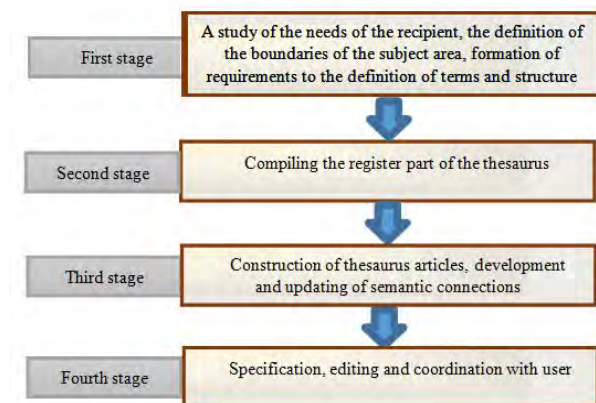 First stage
A study of the needs of the recipient, the definition of
the boundaries of the subject area, formation of
requirements to the definition of terms and structure
Second stage
Compiling the register part of the thesaurus
Third stage
Construction of thesaurus articles, development
and updating of semantic connections
Fourth stage
Specification, editing and coordination with user